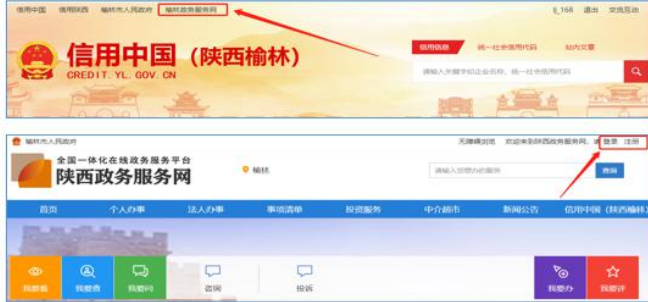 信用中国 信用陕西 榆林市人民政府 榆林政务服务网
_168 退出 交流互动
信用中国（陕西榆林）
CREDIT. YL. GOV. CN
信用信息 统一社会信用代码 站内文章
请输入关键字如企业名称、统一社会信用代码
榆林市人民政府
无障碍浏览 欢迎来到陕西政务服务网，请 登录 注册
全国一体化在线政务服务平台
陕西政务服务网
榆林
请输入您想办的服务
查询
首页 个人办事 法人办事 事项清单 投资服务 中介超市 新闻公告 信用中国（陕西榆林）
我要看 我要查 我要问 咨询 投诉 我要办 我要评